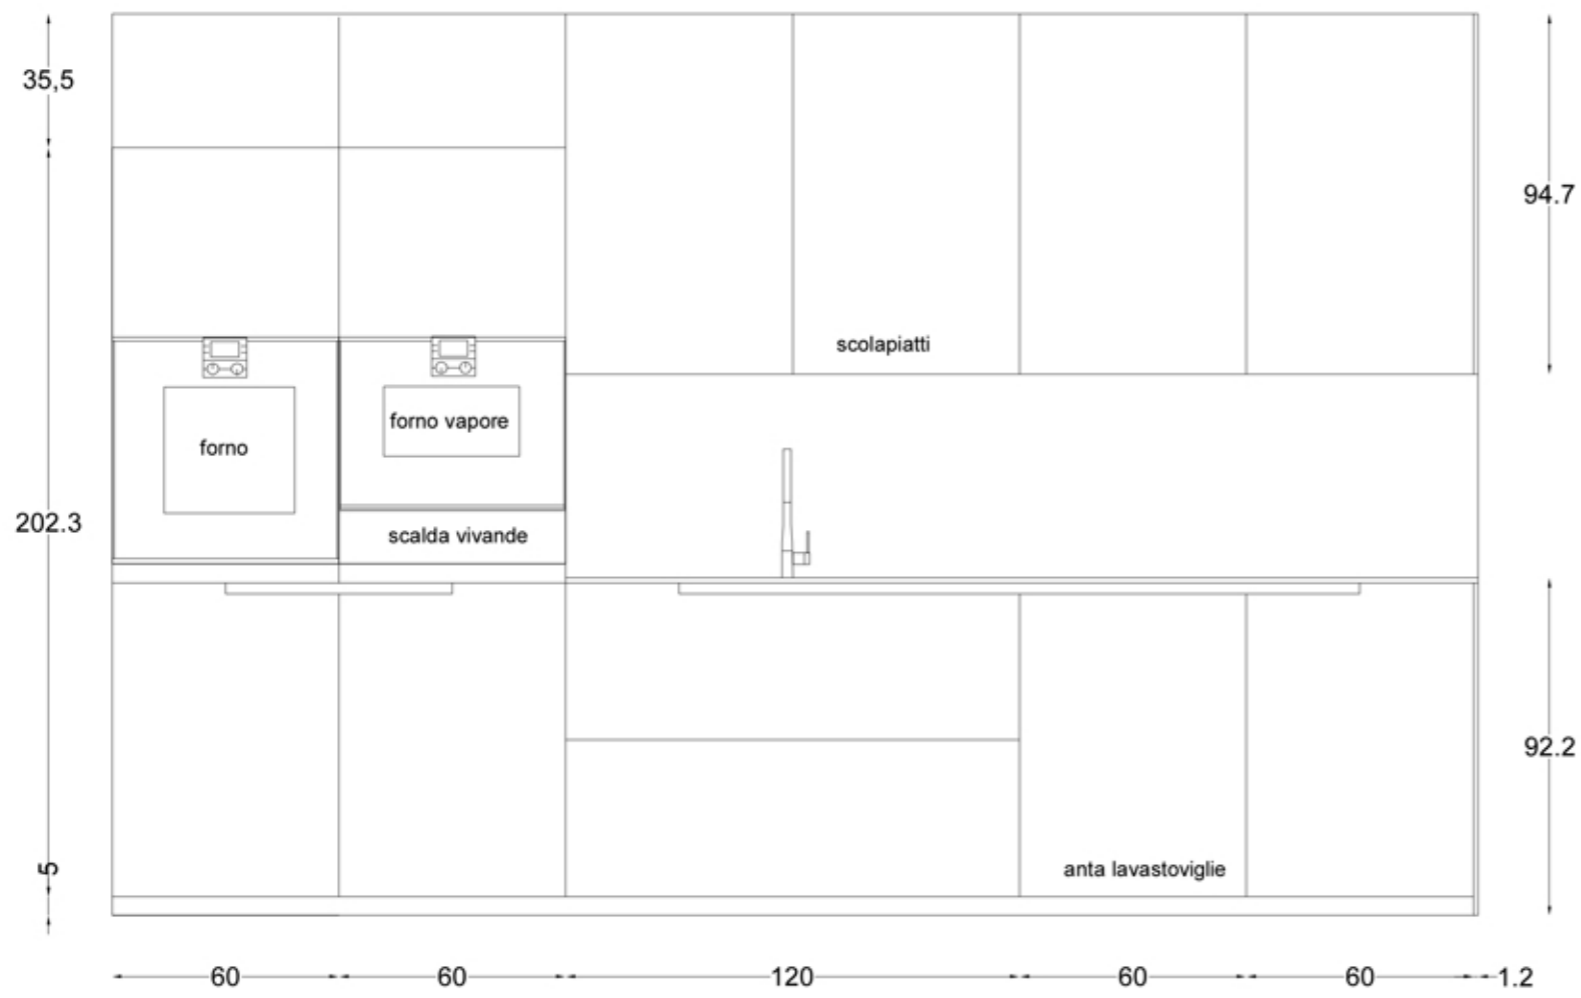 35,5
94.7
scolapiatti
forno vapore
forno
202.3
scalda vivande
92.2
5
anta lavastoviglie
60
60
120
60
60
1.2